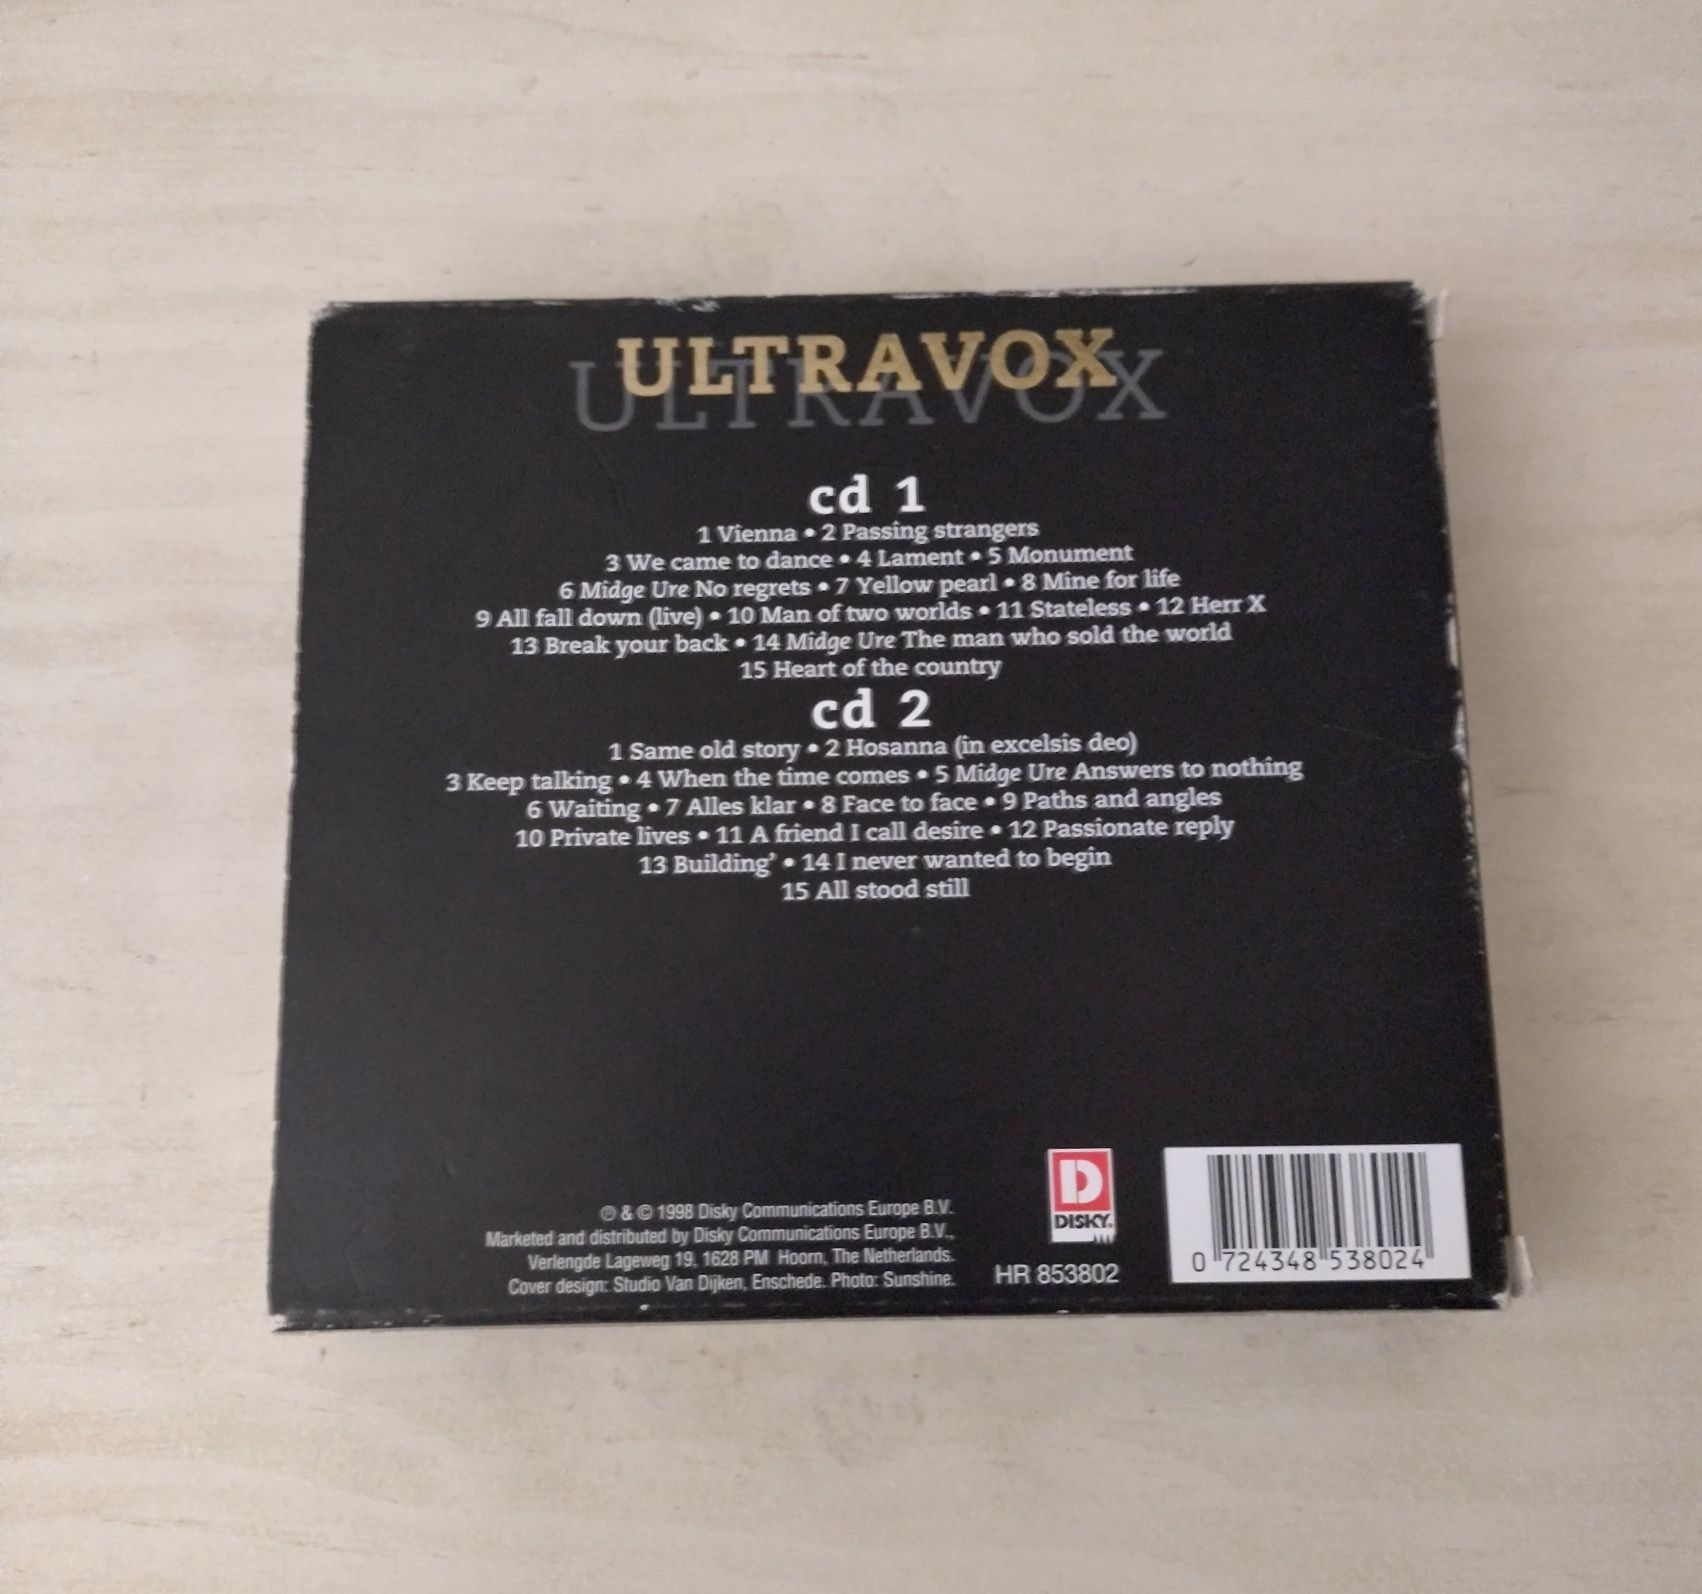 ULTRAVOX
ULTRAVOX
cd 1
1 Vienna • 2 Passing strangers
3 We came to dance • 4 Lament • 5 Monument
6 Midge Ure No regrets • 7 Yellow pearl • 8 Mine for life
9 All fall down (live) • 10 Man of two worlds • 11 Stateless • 12 Herr X
13 Break your back • 14 Midge Ure The man who sold the world
15 Heart of the country
cd 2
1 Same old story • 2 Hosanna (in excelsis deo)
3 Keep talking • 4 When the time comes • 5 Midge Ure Answers to nothing
6 Waiting • 7 Alles klar • 8 Face to face • 9 Paths and angles
10 Private lives • 11 A friend I call desire • 12 Passionate reply
13 Building' • 14 I never wanted to begin
15 All stood still
℗ & © 1998 Disky Communications Europe B.V.
Marketed and distributed by Disky Communications Europe B.V.,
Verlengde Lageweg 19, 1628 PM Hoorn, The Netherlands.
Cover design: Studio Van Dijken, Enschede. Photo: Sunshine.
D
DISKY.
HR 853802
0 724348 538024